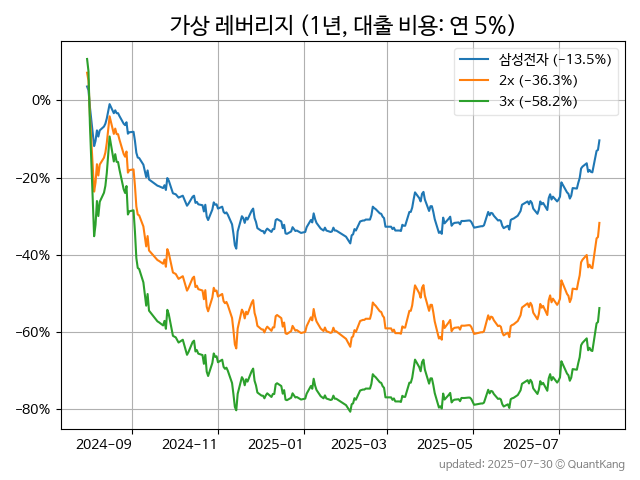 가상 레버리지 (1년, 대출 비용: 연 5%)
삼성전자 (−13.5%)
2x (−36.3%)
3x (−58.2%)
0%
−20%
−40%
−60%
−80%
2024−09 2024−11 2025−01 2025−03 2025−05 2025−07
updated: 2025-07-30 © QuantKang